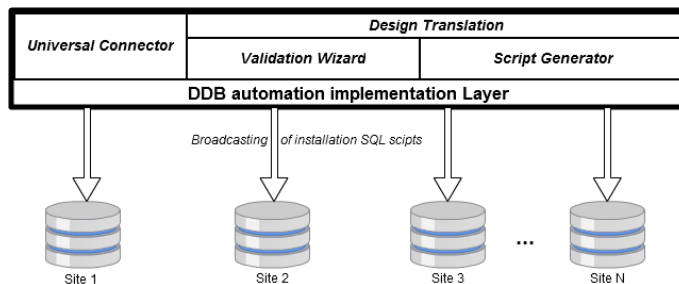 Design Translation
Universal Connector
Validation Wizard
Script Generator
DDB automation implementation Layer
Broadcasting of installation SQL scipts
Site 1
Site 2
Site 3
...
Site N